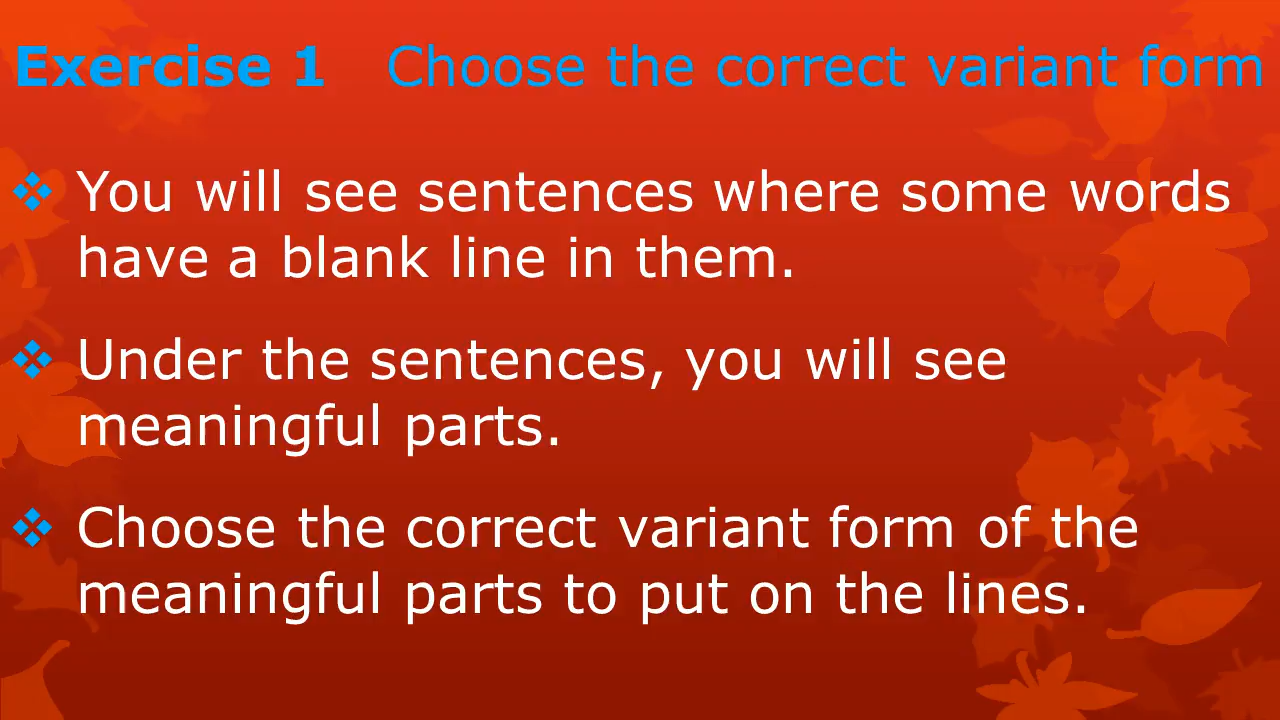 Exercise 1 Choose the correct variant form
❖ You will see sentences where some words
have a blank line in them.
❖ Under the sentences, you will see
meaningful parts.
❖ Choose the correct variant form of the
meaningful parts to put on the lines.